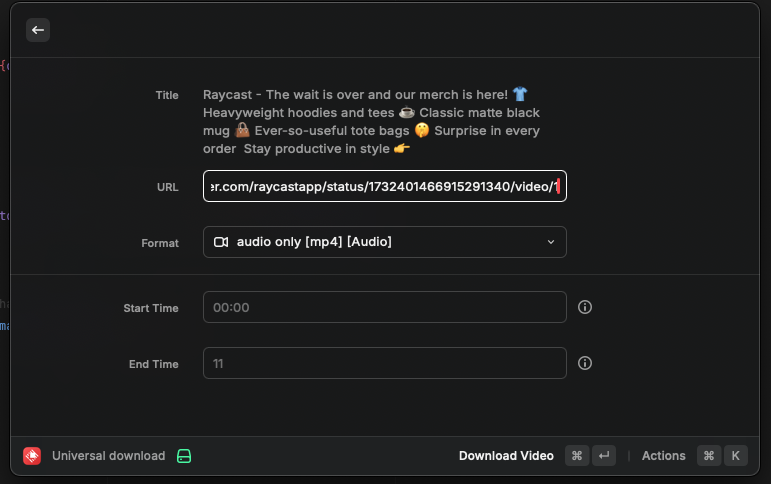 Title
Raycast - The wait is over and our merch is here! 👕
Heavyweight hoodies and tees ☕ Classic matte black
mug 👜 Ever-so-useful tote bags 🤫 Surprise in every
order  Stay productive in style 👉
URL
er.com/raycastapp/status/1732401466915291340/video/1
Format
audio only [mp4] [Audio]
Start Time
00:00
End Time
11
Universal download
Download Video ⌘ ↵ | Actions ⌘ K